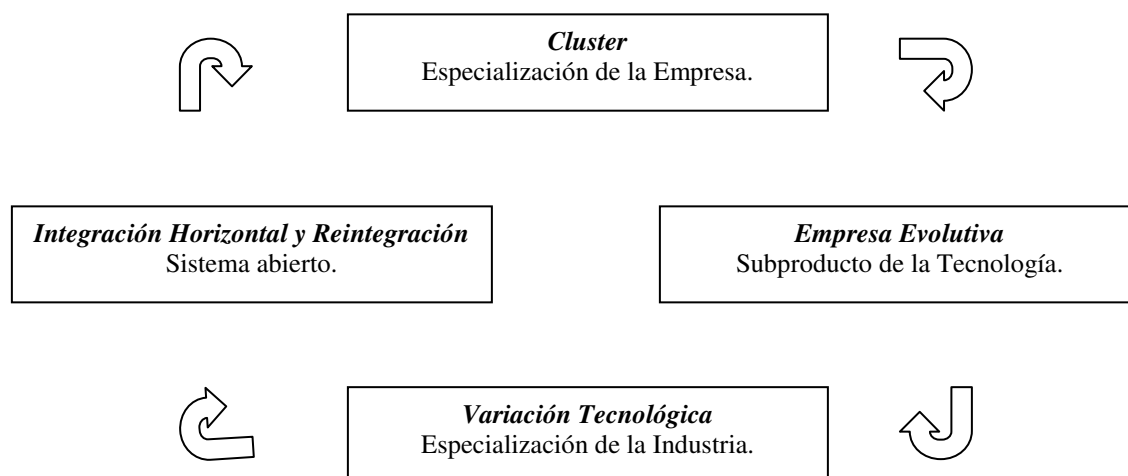 Cluster
Especialización de la Empresa.
Integración Horizontal y Reintegración
Sistema abierto.
Empresa Evolutiva
Subproducto de la Tecnología.
Variación Tecnológica
Especialización de la Industria.